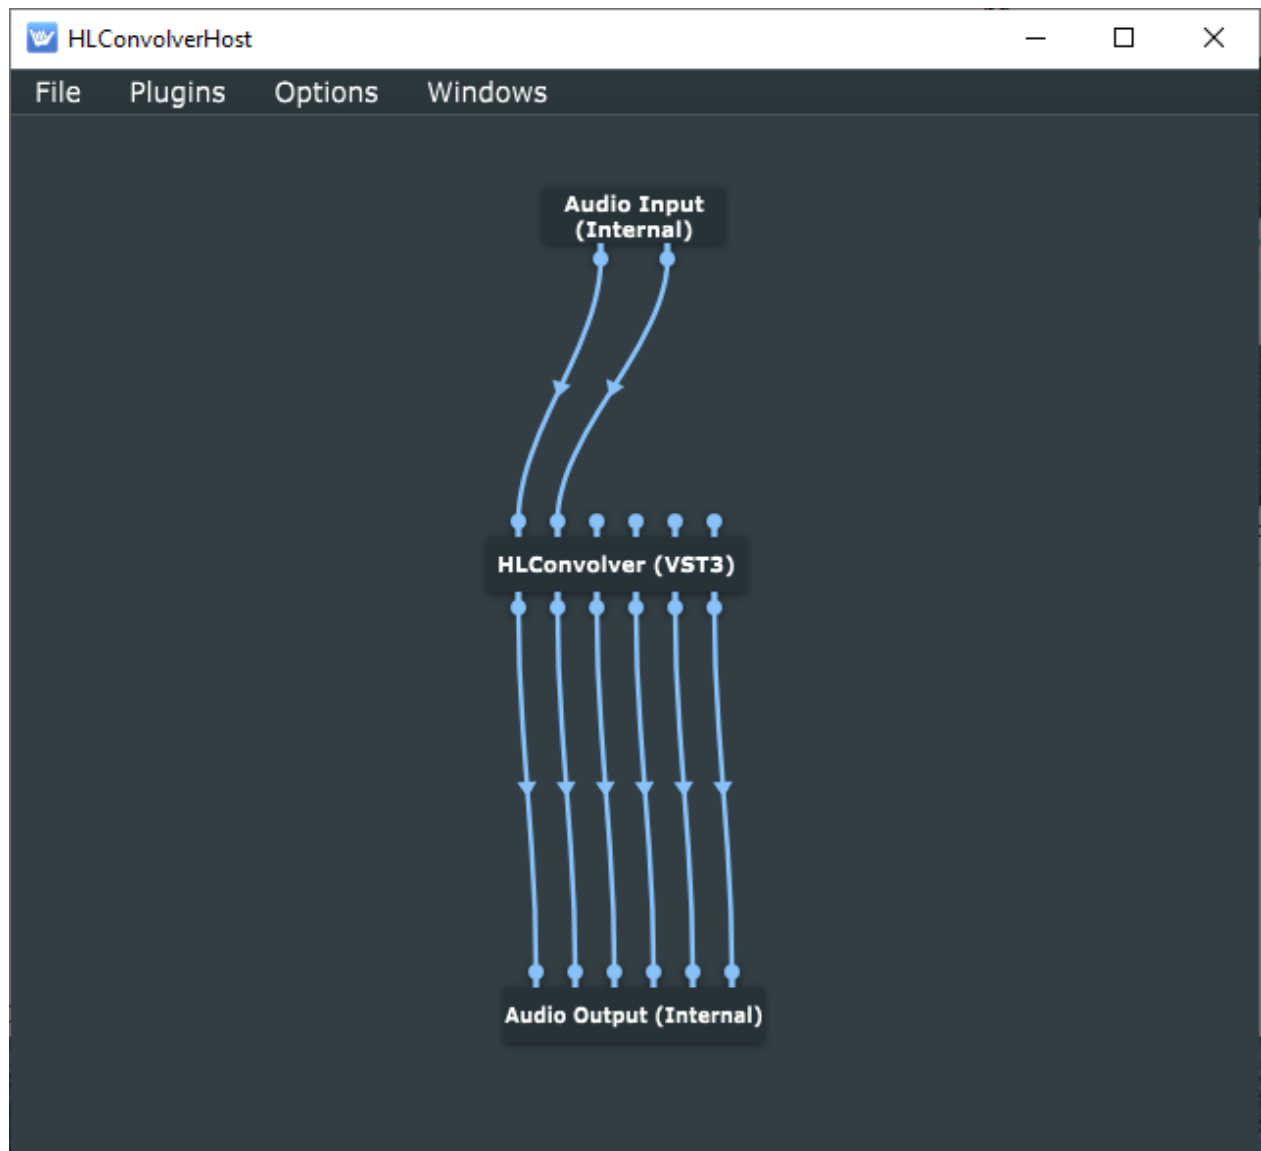 HLConvolverHost
File Plugins Options Windows
Audio Input
(Internal)
HLConvolver (VST3)
Audio Output (Internal)